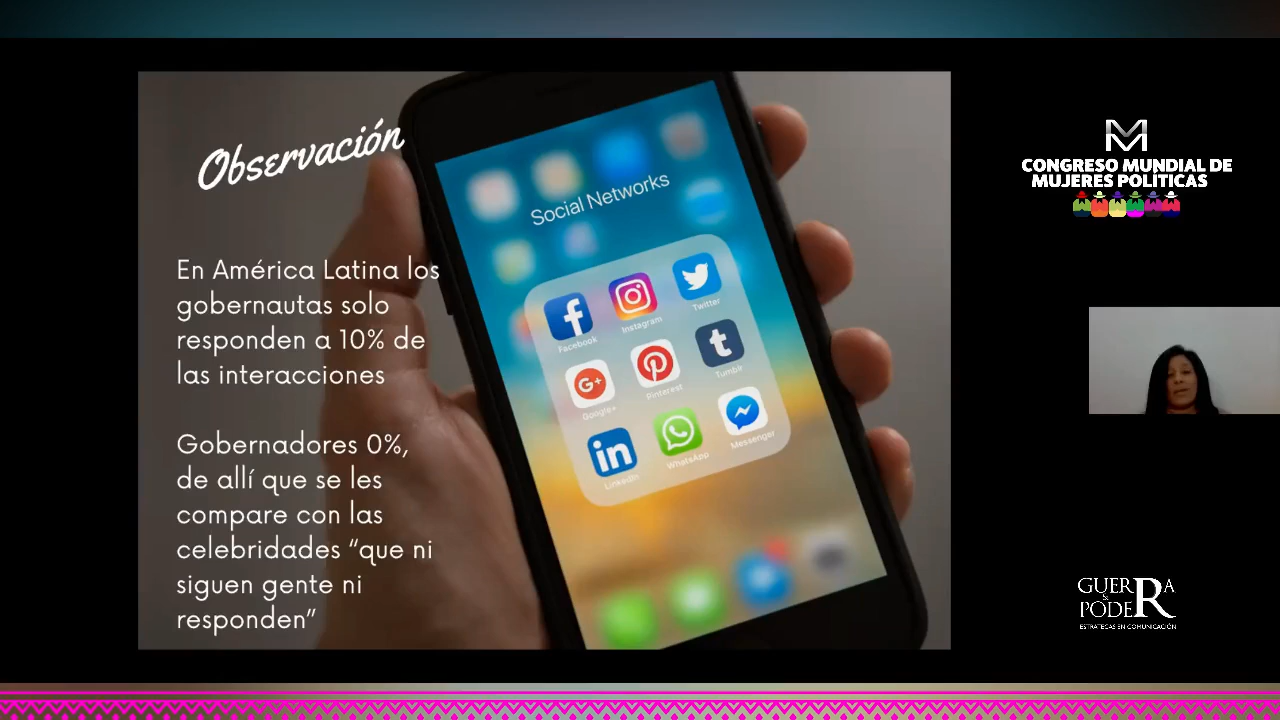 Observación
En América Latina los
gobernautas solo
responden a 10% de
las interacciones
Gobernadores 0%,
de allí que se les
compare con las
celebridades “que ni
siguen gente ni
responden”
Social Networks
Facebook
Instagram
Twitter
Google+
Pinterest
Tumblr
LinkedIn
WhatsApp
Messenger
CONGRESO MUNDIAL DE
MUJERES POLÍTICAS
GUERRA
&
PODER
ESTRATEGAS EN COMUNICACIÓN